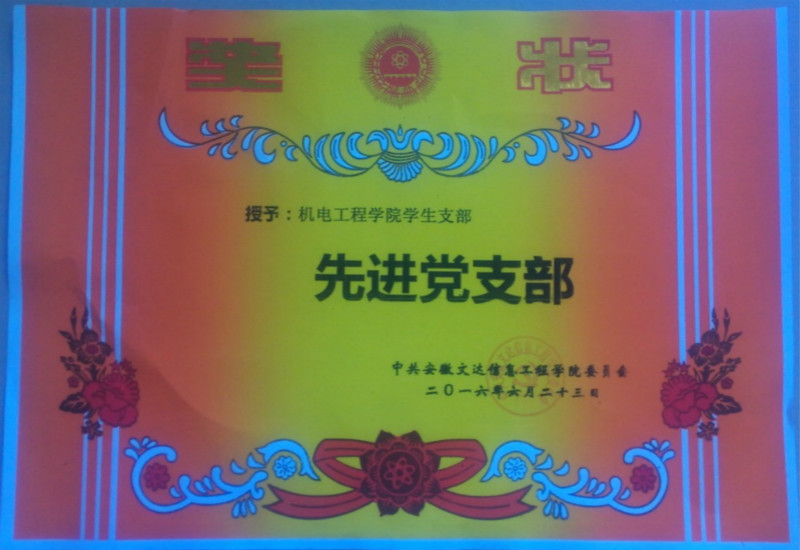 奖状
授予：机电工程学院学生支部
先进党支部
中共安徽文达信息工程学院委员会
二〇一六年六月二十三日